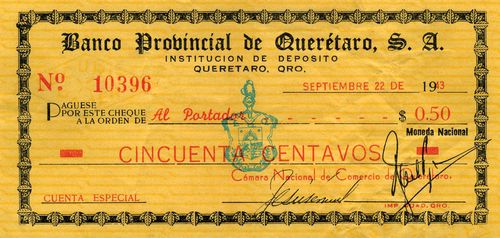 Banco Provincial de Querétaro, S. A.
INSTITUCION DE DEPOSITO
QUERETARO, QRO.
Nº 10396
SEPTIEMBRE 22 DE 1943
PAGUESE
POR ESTE CHEQUE
A LA ORDEN DE
Al Portador
$ 0.50
Moneda Nacional
CINCUENTA CENTAVOS
Cámara Nacional de Comercio de Querétaro.
CUENTA ESPECIAL